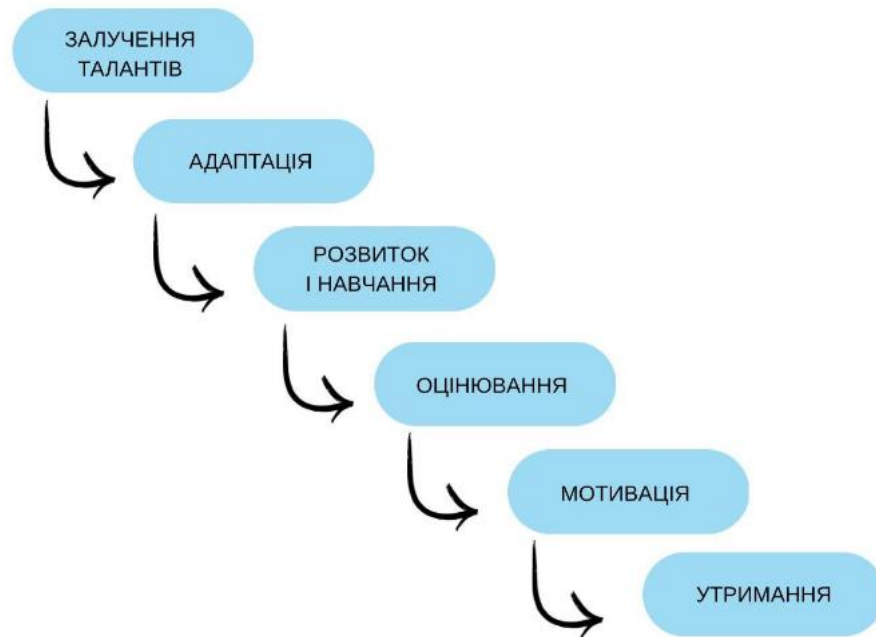 ЗАЛУЧЕННЯ
ТАЛАНТІВ
АДАПТАЦІЯ
РОЗВИТОК
І НАВЧАННЯ
ОЦІНЮВАННЯ
МОТИВАЦІЯ
УТРИМАННЯ